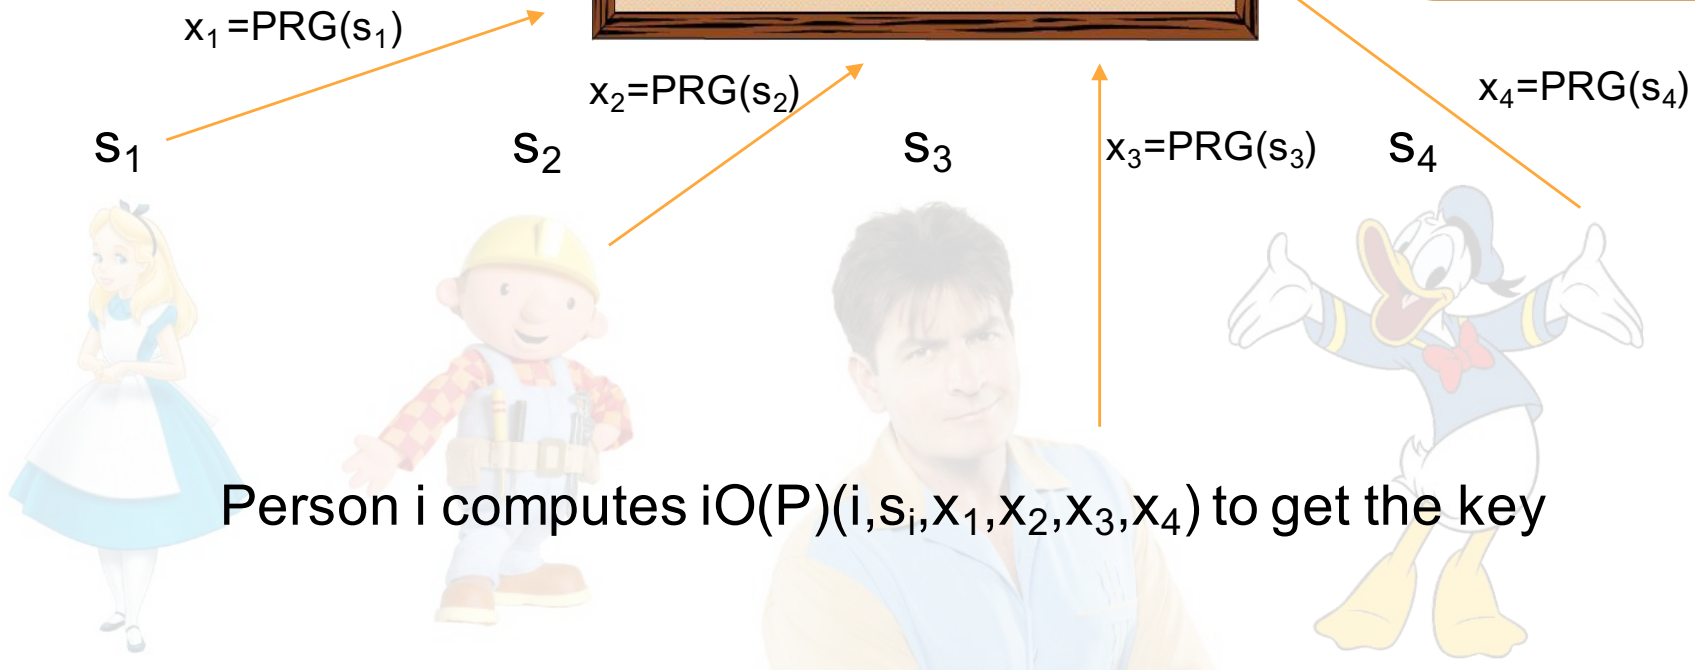 x₁=PRG(s₁)
x₂=PRG(s₂)
x₄=PRG(s₄)
s₁
s₂
s₃
x₃=PRG(s₃)
s₄
Person i computes iO(P)(i,sᵢ,x₁,x₂,x₃,x₄) to get the key